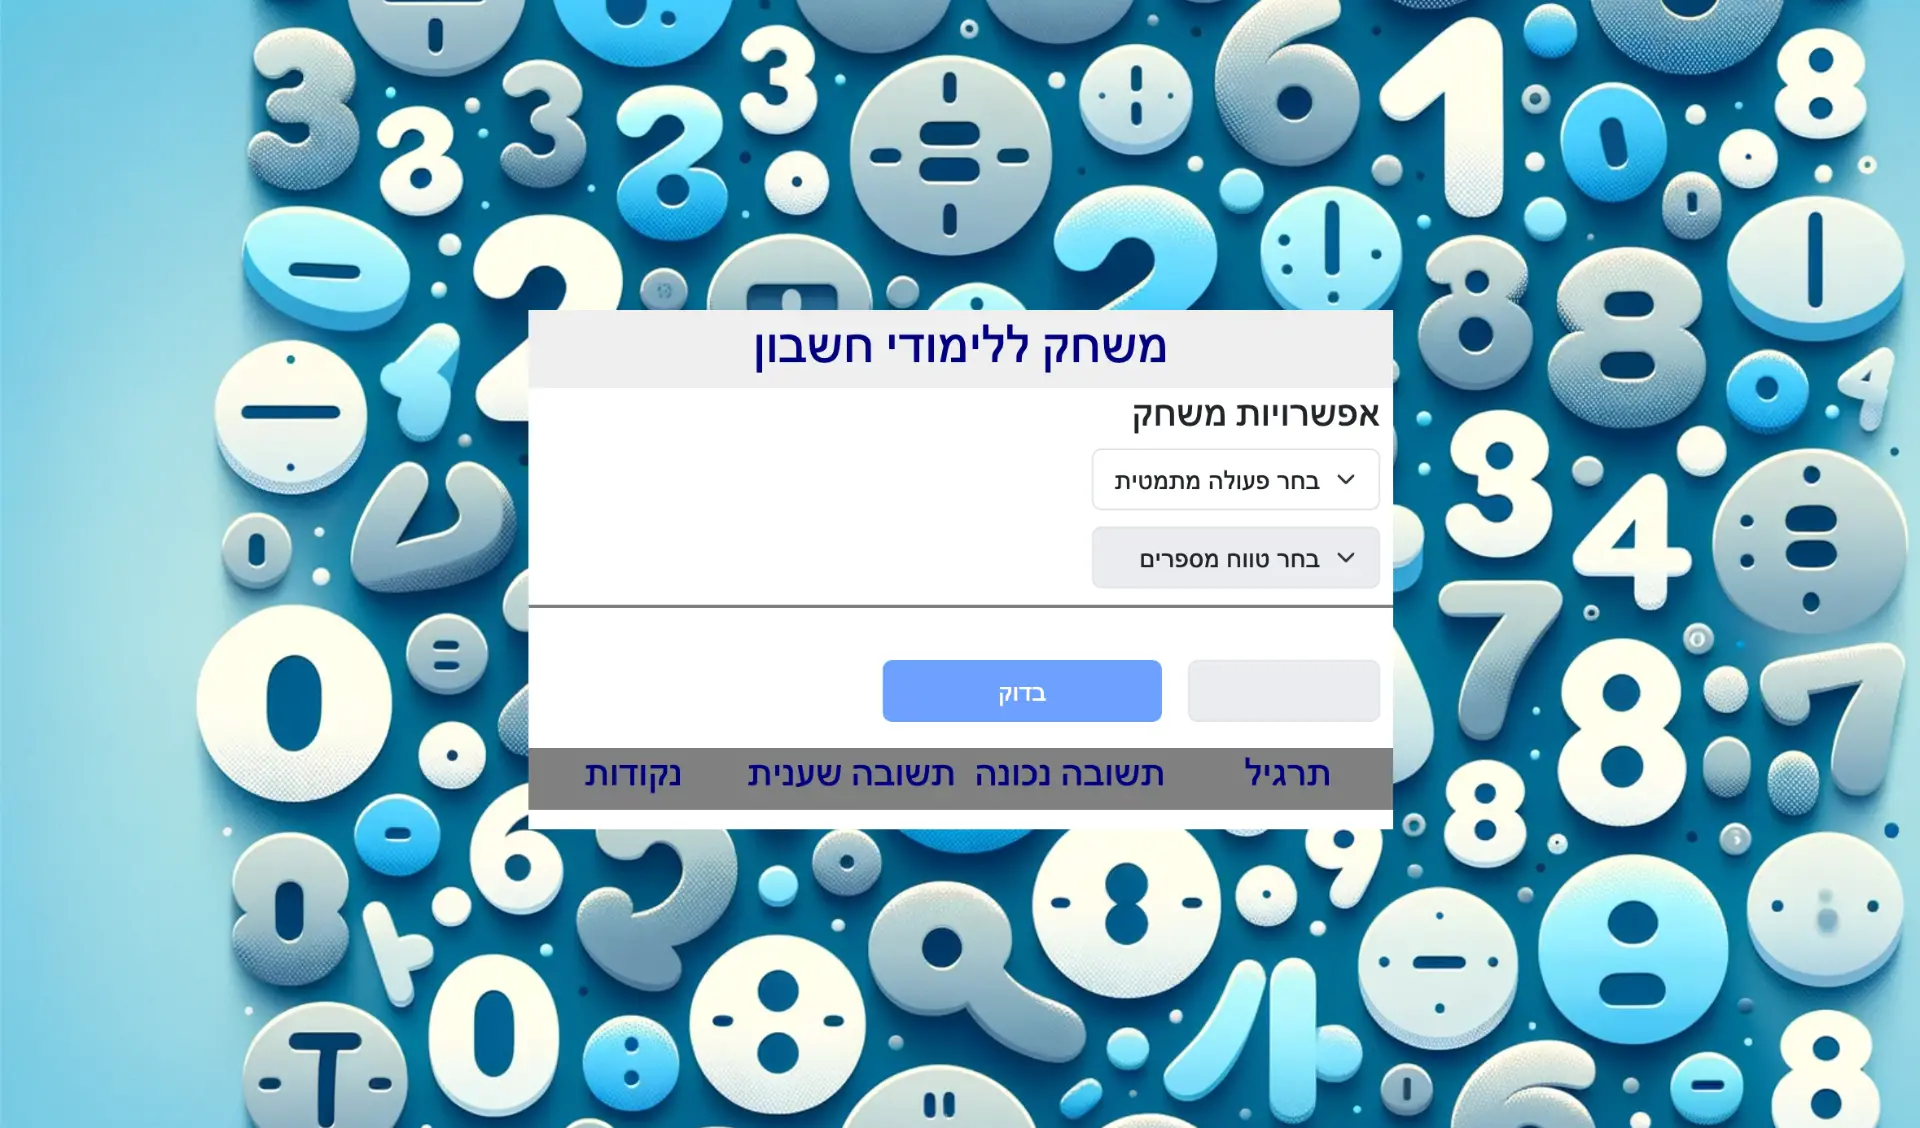 משחק ללימודי חשבון
אפשרויות משחק
בחר פעולה מתמטית
בחר טווח מספרים
בדוק
תרגיל תשובה נכונה תשובה שענית נקודות